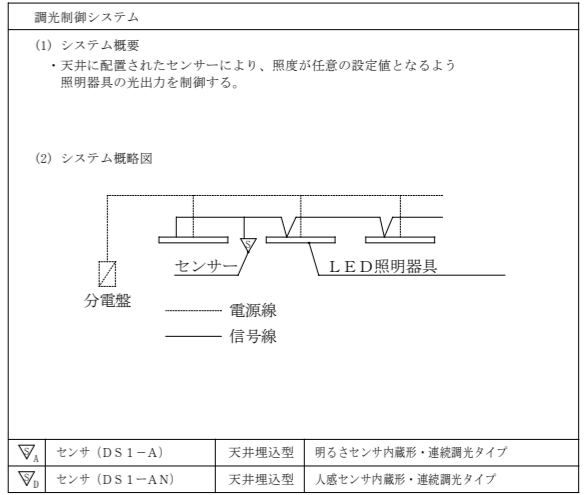 調光制御システム
(1) システム概要
・天井に配置されたセンサーにより、照度が任意の設定値となるよう
照明器具の光出力を制御する。
(2) システム概略図
S
センサー
LED照明器具
分電盤
電源線
信号線
S A センサ（DS1－A） 天井埋込型 明るさセンサ内蔵形・連続調光タイプ
S D センサ（DS1－AN） 天井埋込型 人感センサ内蔵形・連続調光タイプ